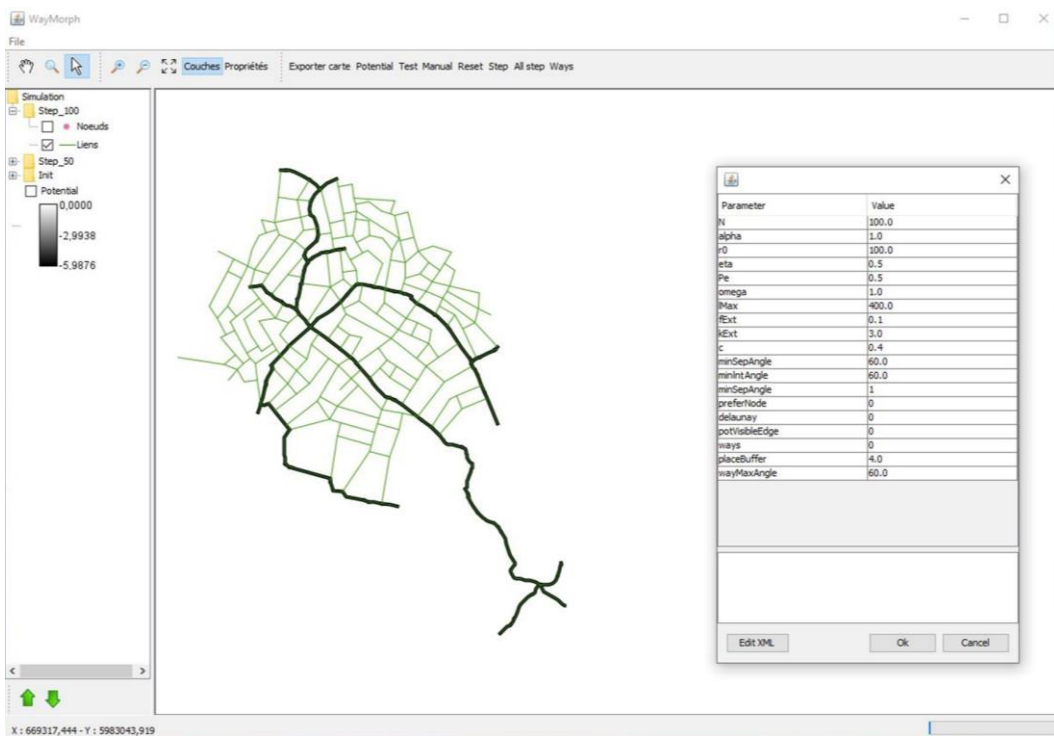 WayMorph
File
Couches Propriétés Exporter carte Potential Test Manual Reset Step All step Ways
Simulation
Step_100
Noeuds
Liens
Step_50
Init
Potential
0,0000
-2,9938
-5,9876
Parameter Value
N 100.0
alpha 1.0
r0 100.0
eta 0.5
Pe 0.5
omega 1.0
lMax 400.0
fExt 0.1
kExt 3.0
c 0.4
minSepAngle 60.0
minIntAngle 60.0
minSepAngle 1
preferNode 0
delaunay 0
potVisibleEdge 0
ways 0
placeBuffer 4.0
wayMaxAngle 60.0
Edit XML Ok Cancel
X : 669317,444 - Y : 5983043,919